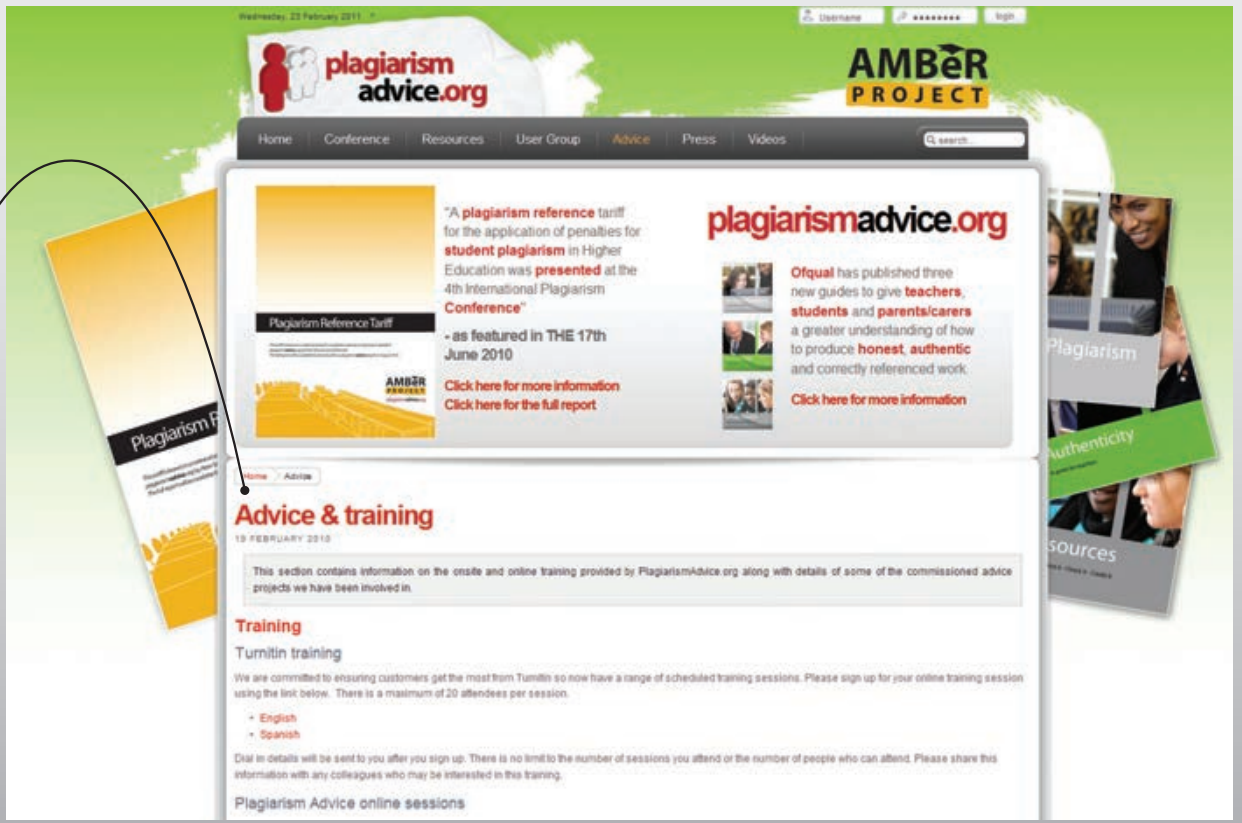 Wednesday, 23 February 2011
Username
login
plagiarism
advice.org
AMBeR
PROJECT
Home
Conference
Resources
User Group
Advice
Press
Videos
search...
"A plagiarism reference tariff
for the application of penalties for
student plagiarism in Higher
Education was presented at the
4th International Plagiarism
Conference"
- as featured in THE 17th
June 2010
Click here for more information
Click here for the full report
Plagiarism Reference Tariff
AMBeR
PROJECT
plagiarismadvice.org
Ofqual has published three
new guides to give teachers,
students and parents/carers
a greater understanding of how
to produce honest, authentic
and correctly referenced work.
Click here for more information
Plagiarism R
Plagiarism
Authenticity
sources
Home
Advice
Advice & training
19 FEBRUARY 2010
This section contains information on the onsite and online training provided by PlagiarismAdvice.org along with details of some of the commissioned advice
projects we have been involved in.
Training
Turnitin training
We are committed to ensuring customers get the most from Turnitin so now have a range of scheduled training sessions. Please sign up for your online training session
using the link below. There is a maximum of 20 attendees per session.
• English
• Spanish
Dial in details will be sent to you after you sign up. There is no limit to the number of sessions you attend or the number of people who can attend. Please share this
information with any colleagues who may be interested in this training.
Plagiarism Advice online sessions